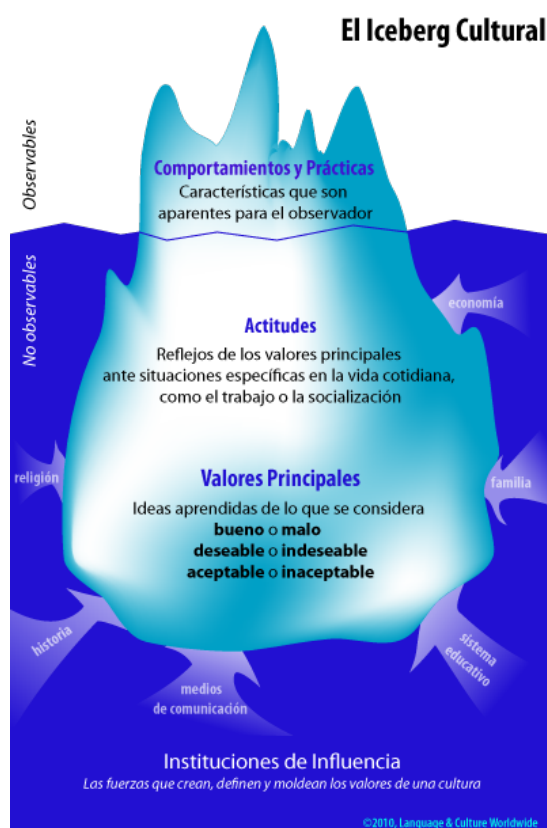 El Iceberg Cultural
Observables
Comportamientos y Prácticas
Características que son
aparentes para el observador
No observables
economía
Actitudes
Reflejos de los valores principales
ante situaciones específicas en la vida cotidiana,
como el trabajo o la socialización
religión
familia
Valores Principales
Ideas aprendidas de lo que se considera
bueno o malo
deseable o indeseable
aceptable o inaceptable
historia
medios
de comunicación
sistema
educativo
Instituciones de Influencia
Las fuerzas que crean, definen y moldean los valores de una cultura
©2010, Language & Culture Worldwide